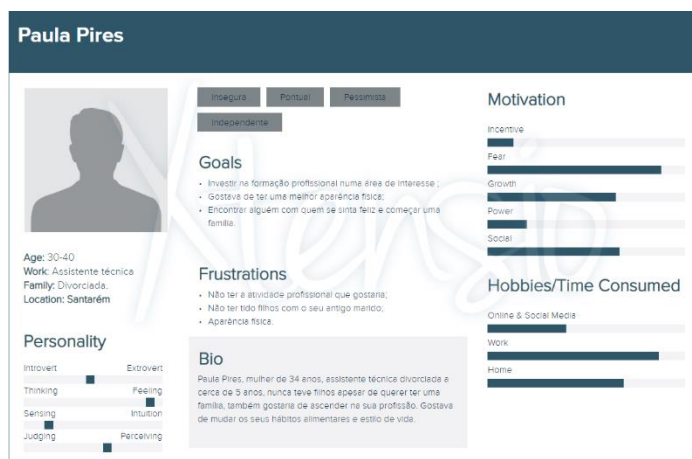 Paula Pires
Insegura
Pontual
Pessimista
Independente
Goals
• Investir na formação profissional numa área de interesse ;
• Gostava de ter uma melhor aparência física;
• Encontrar alguém com quem se sinta feliz e começar uma
família.
Frustrations
• Não ter a atividade profissional que gostaria;
• Não ter tido filhos com o seu antigo marido;
• Aparência física.
Bio
Paula Pires, mulher de 34 anos, assistente técnica divorciada a
cerca de 5 anos, nunca teve filhos apesar de querer ter uma
família, também gostaria de ascender na sua profissão. Gostava
de mudar os seus hábitos alimentares e estilo de vida.
Age: 30-40
Work: Assistente técnica
Family: Divorciada.
Location: Santarém
Personality
Introvert Extrovert
Thinking Feeling
Sensing Intuition
Judging Perceiving
Motivation
Incentive
Fear
Growth
Power
Social
Hobbies/Time Consumed
Online & Social Media
Work
Home
Xtensio